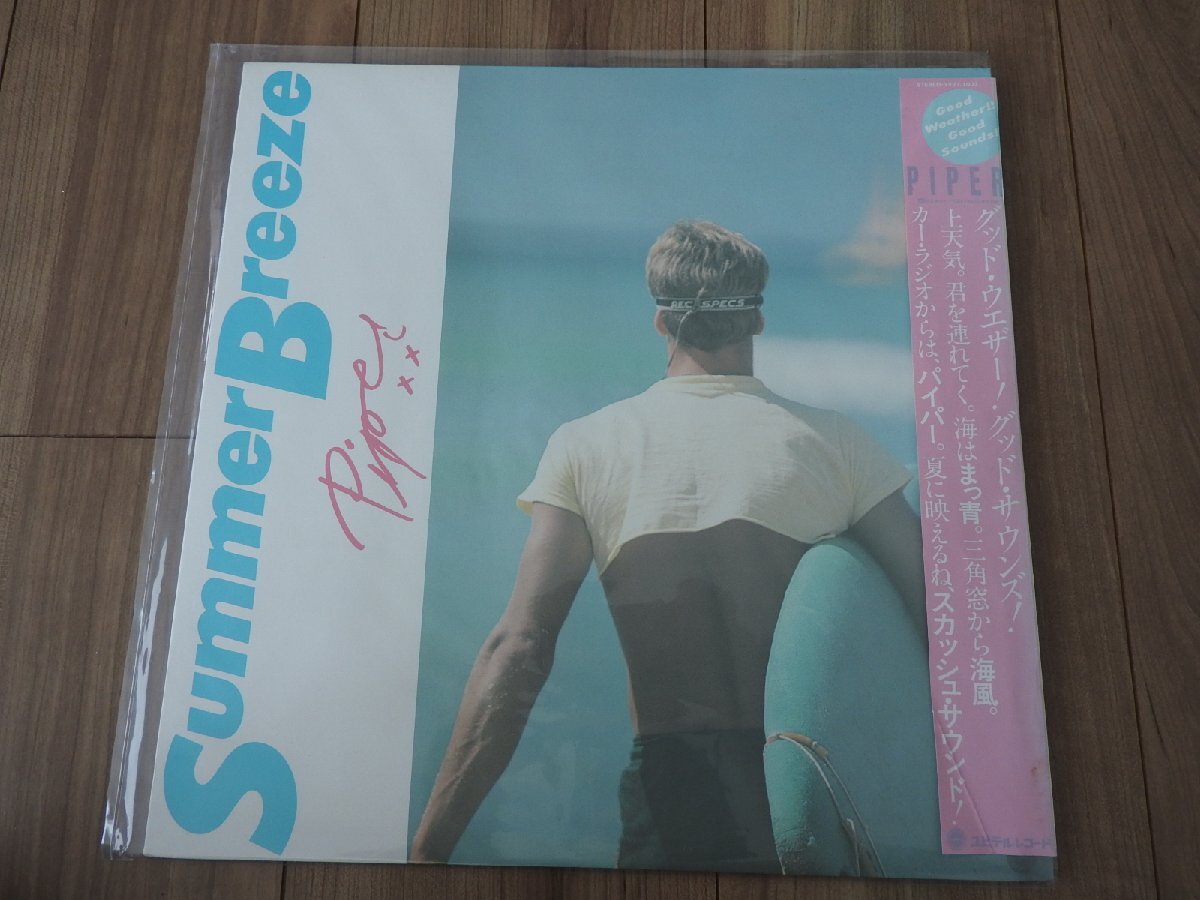 Summer Breeze
Piper
REC SPECS
Good
Weather!!
Good
Sounds!
PIPER
グッド・ウエザー！グッド・サウンズ！
上天気。君を連れてく。海はまっ青。三角窓から海風。
カー・ラジオからは、パイパー。夏に映えるね、スカッシュ・サウンド！
ユピテルレコード